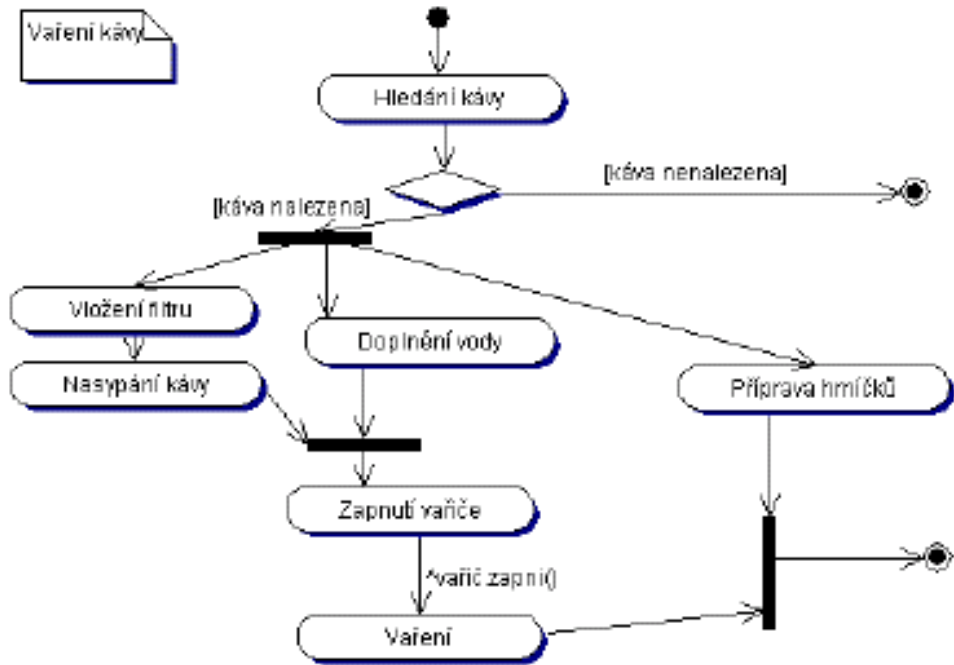 Vaření kávy
Hledání kávy
[káva nenalezena]
[káva nalezena]
Vložení filtru
Doplnění vody
Nasypání kávy
Příprava hrníčků
Zapnutí vařiče
^vařič.zapni()
Vaření